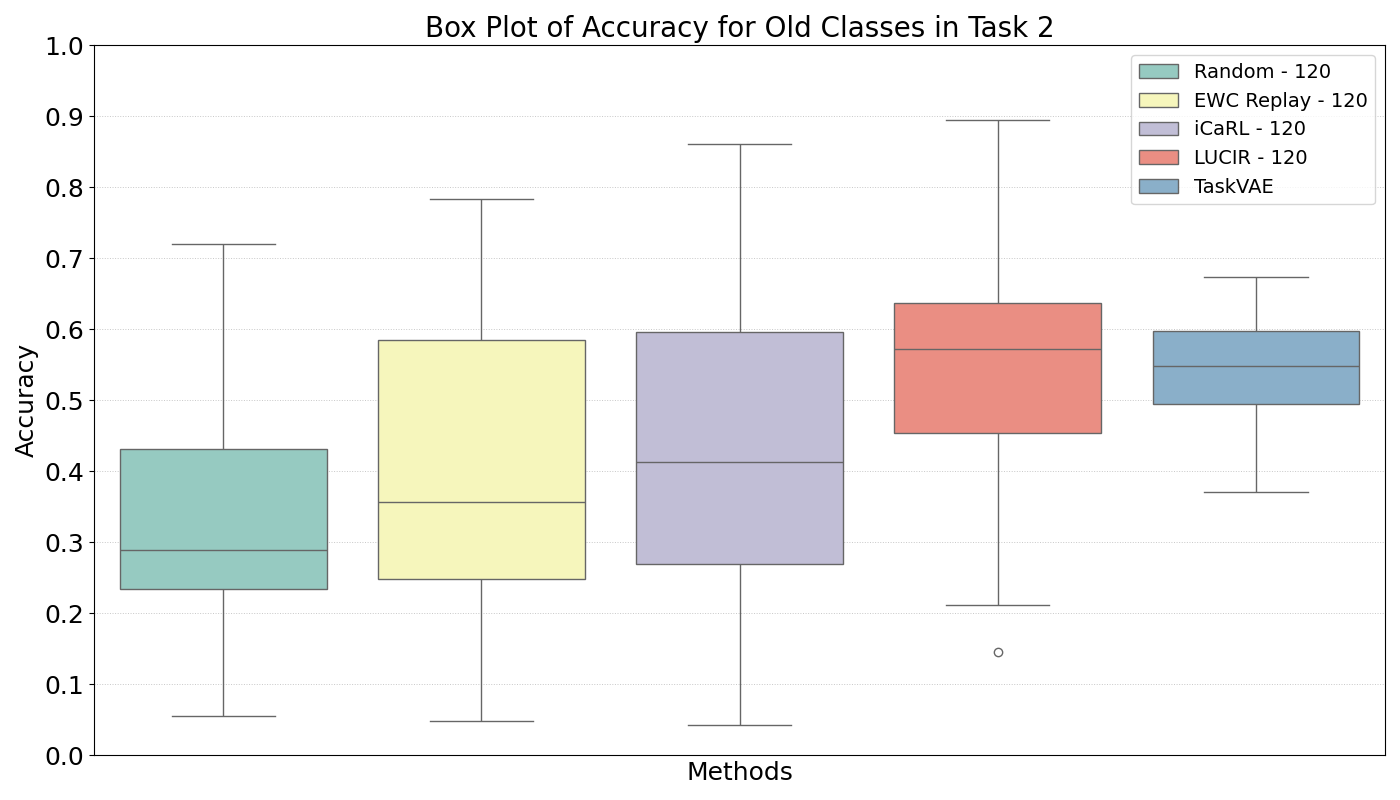 Box Plot of Accuracy for Old Classes in Task 2
1.0
0.9
0.8
0.7
0.6
0.5
0.4
0.3
0.2
0.1
0.0
Accuracy
Methods
Random - 120
EWC Replay - 120
iCaRL - 120
LUCIR - 120
TaskVAE